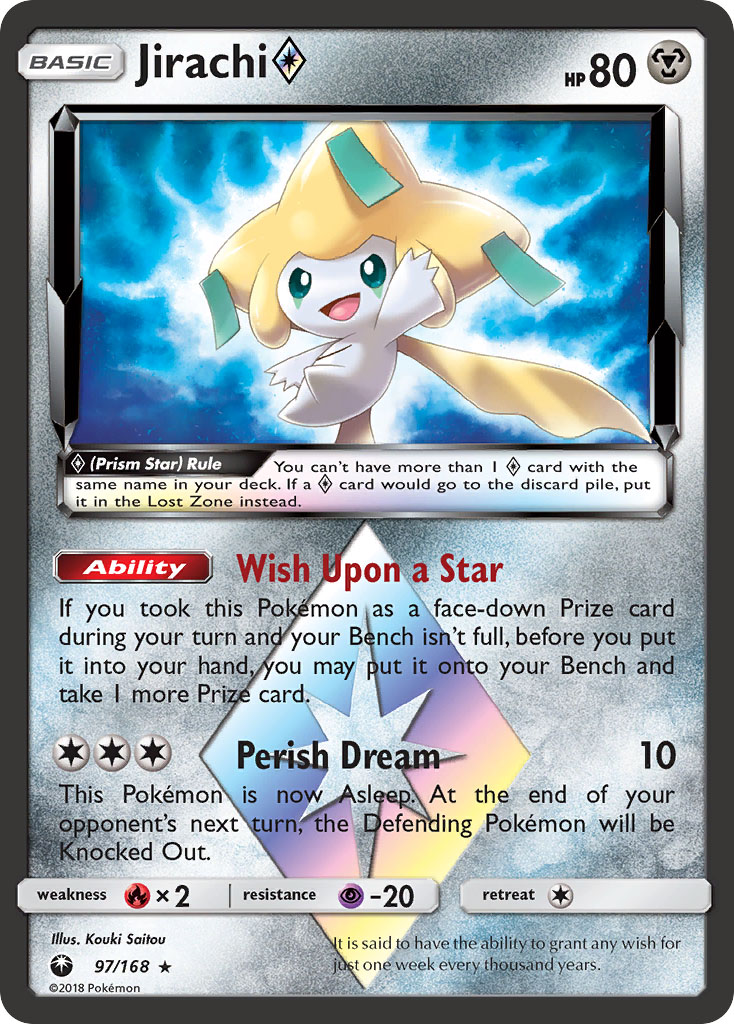 BASIC Jirachi HP 80
(Prism Star) Rule You can't have more than 1 card with the
same name in your deck. If a card would go to the discard pile, put
it in the Lost Zone instead.
Ability Wish Upon a Star
If you took this Pokémon as a face-down Prize card
during your turn and your Bench isn't full, before you put
it into your hand, you may put it onto your Bench and
take 1 more Prize card.
Perish Dream 10
This Pokémon is now Asleep. At the end of your
opponent's next turn, the Defending Pokémon will be
Knocked Out.
weakness ×2 resistance -20 retreat
Illus. Kouki Saitou
97/168 ★
©2018 Pokémon
It is said to have the ability to grant any wish for
just one week every thousand years.